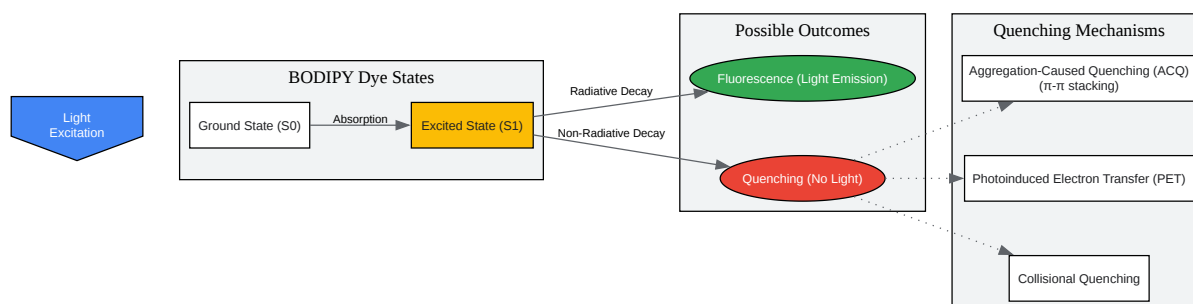 Light
Excitation
BODIPY Dye States
Ground State (S0)
Absorption
Excited State (S1)
Radiative Decay
Non-Radiative Decay
Possible Outcomes
Fluorescence (Light Emission)
Quenching (No Light)
Quenching Mechanisms
Aggregation-Caused Quenching (ACQ)
(π-π stacking)
Photoinduced Electron Transfer (PET)
Collisional Quenching